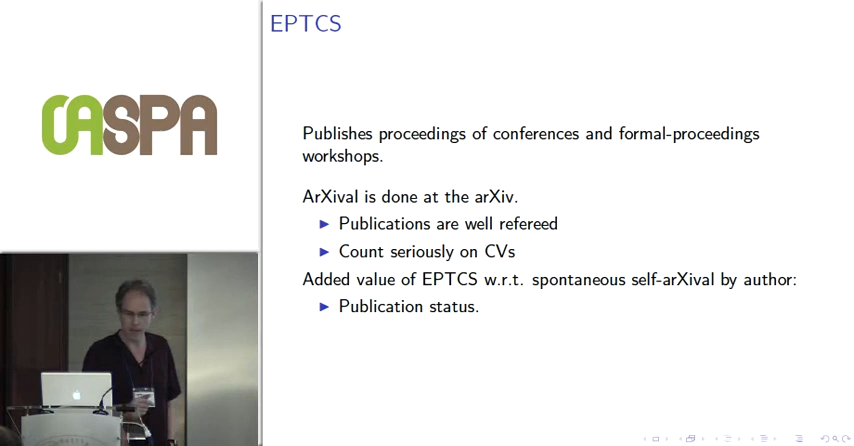 OASPA
EPTCS
Publishes proceedings of conferences and formal-proceedings
workshops.
ArXival is done at the arXiv.
Publications are well refereed
Count seriously on CVs
Added value of EPTCS w.r.t. spontaneous self-arXival by author:
Publication status.